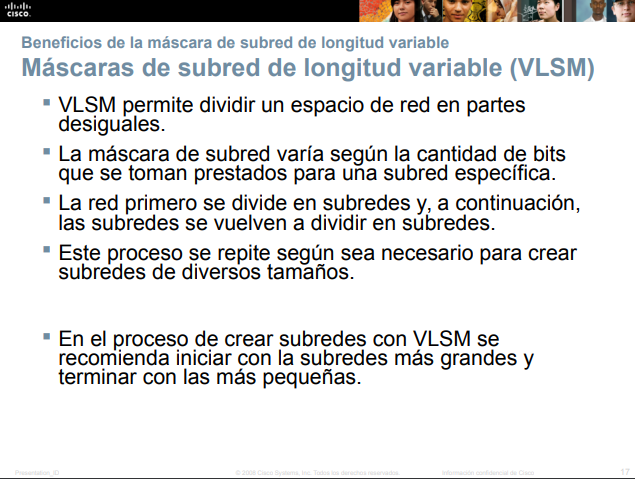 cisco.
Beneficios de la máscara de subred de longitud variable
Máscaras de subred de longitud variable (VLSM)
VLSM permite dividir un espacio de red en partes
desiguales.
La máscara de subred varía según la cantidad de bits
que se toman prestados para una subred específica.
La red primero se divide en subredes y, a continuación,
las subredes se vuelven a dividir en subredes.
Este proceso se repite según sea necesario para crear
subredes de diversos tamaños.
En el proceso de crear subredes con VLSM se
recomienda iniciar con la subredes más grandes y
terminar con las más pequeñas.
Presentation_ID © 2008 Cisco Systems, Inc. Todos los derechos reservados. Información confidencial de Cisco 17